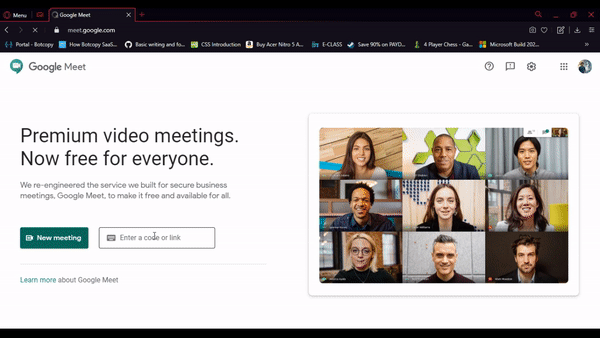 Menu
Google Meet
meet.google.com
Portal - Botcopy
How Botcopy SaaS...
Basic writing and fo...
CSS Introduction
Buy Acer Nitro 5 A...
E-CLASS
Save 90% on PAYD...
4 Player Chess - Ga...
Microsoft Build 202...
Google Meet
Premium video meetings.
Now free for everyone.
We re-engineered the service we built for secure business
meetings, Google Meet, to make it free and available for all.
New meeting
Enter a code or link
Learn more about Google Meet